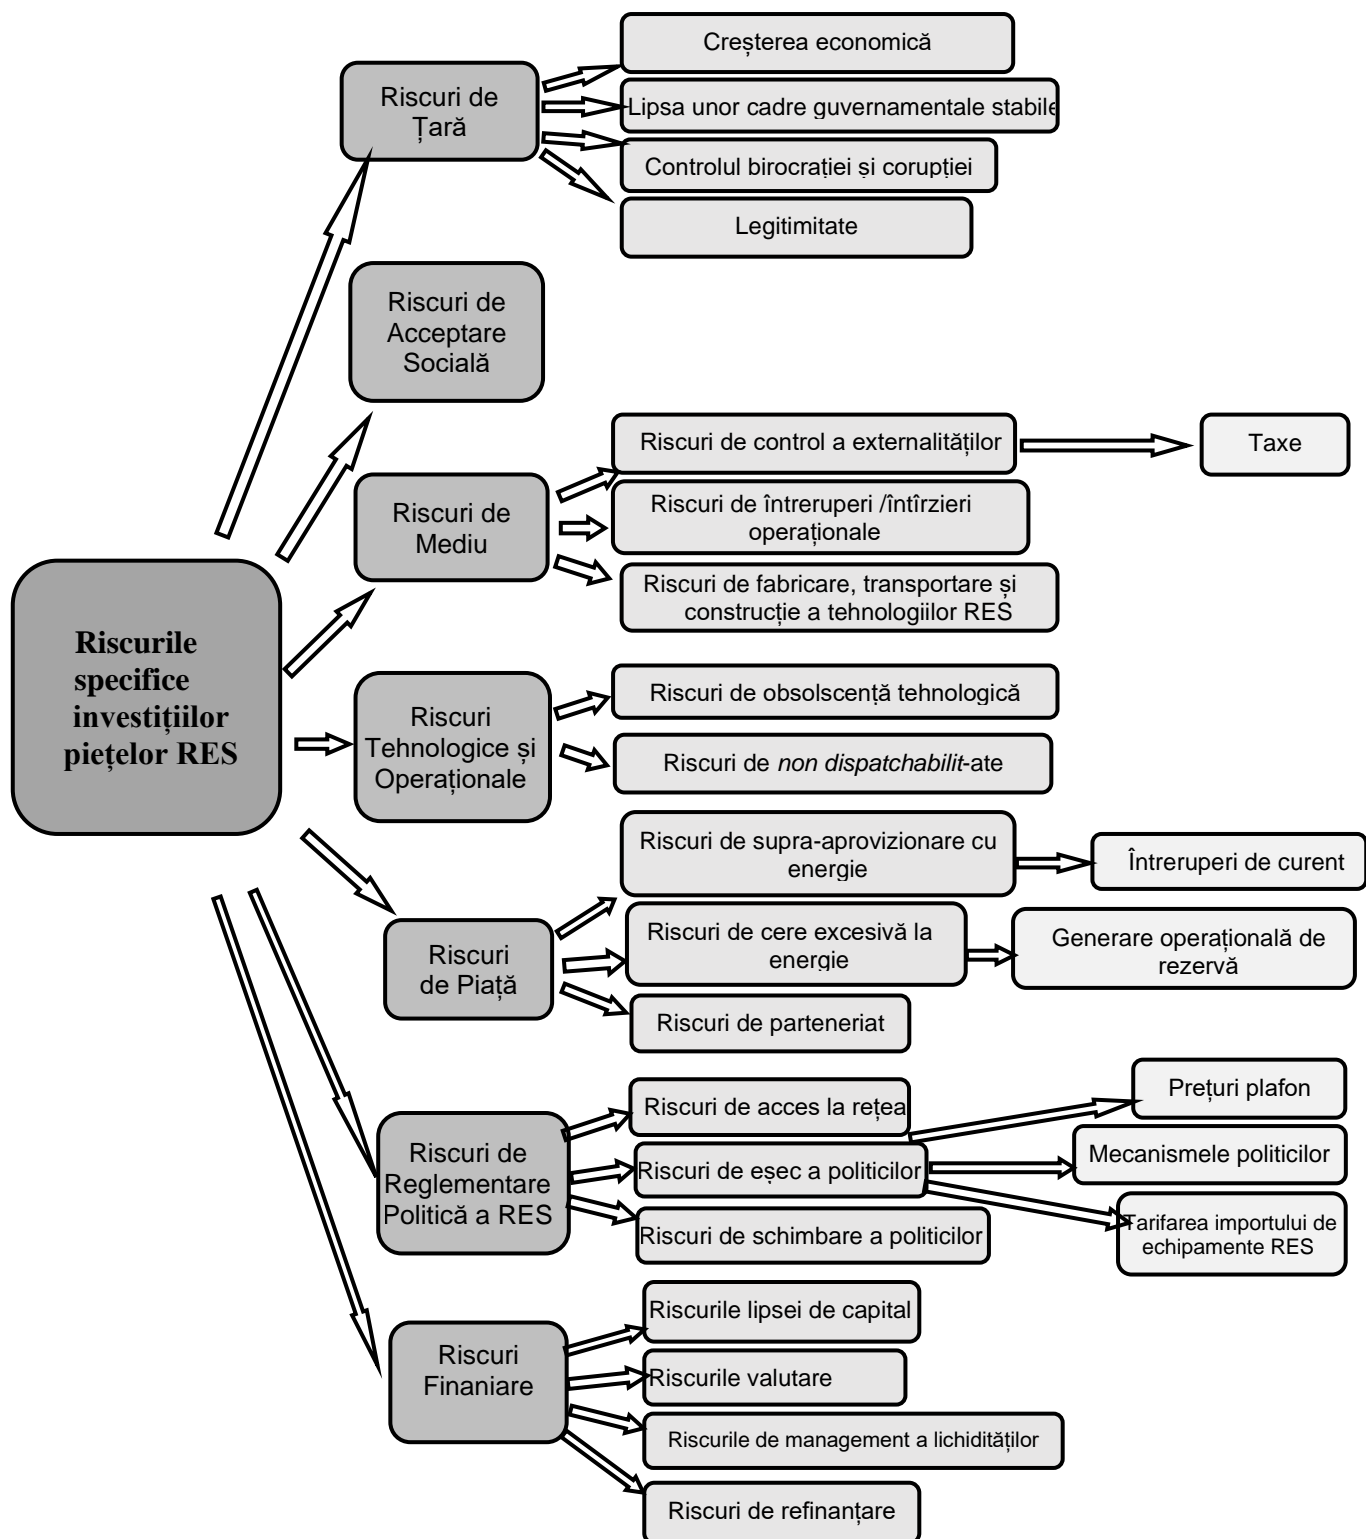 Riscurile
specifice
investițiilor
piețelor RES
Riscuri de
Țară
Creșterea economică
Lipsa unor cadre guvernamentale stabile
Controlul birocrației și corupției
Legitimitate
Riscuri de
Acceptare
Socială
Riscuri de
Mediu
Riscuri de control a externalităților
Taxe
Riscuri de întreruperi /întîrzieri
operaționale
Riscuri de fabricare, transportare și
construcție a tehnologiilor RES
Riscuri
Tehnologice și
Operaționale
Riscuri de obsolscență tehnologică
Riscuri de non dispatchabilit-ate
Riscuri
de Piață
Riscuri de supra-aprovizionare cu
energie
Întreruperi de curent
Riscuri de cere excesivă la
energie
Generare operațională de
rezervă
Riscuri de parteneriat
Riscuri de
Reglementare
Politică a RES
Riscuri de acces la rețea
Riscuri de eșec a politicilor
Prețuri plafon
Mecanismele politicilor
Tarifarea importului de
echipamente RES
Riscuri de schimbare a politicilor
Riscuri
Finaniare
Riscurile lipsei de capital
Riscurile valutare
Riscurile de management a lichidităților
Riscuri de refinanțare